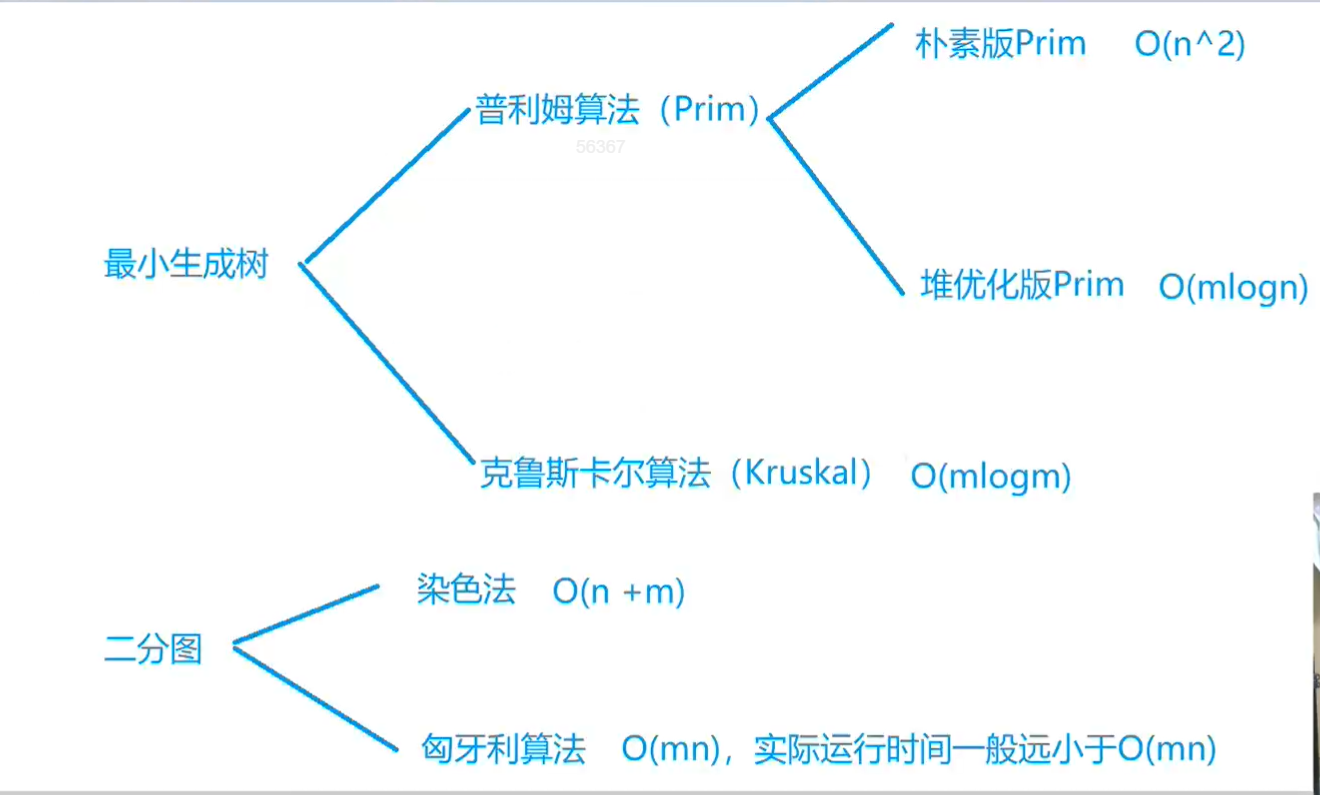 朴素版Prim O(n^2)
普利姆算法（Prim）
56367
最小生成树
堆优化版Prim O(mlogn)
克鲁斯卡尔算法（Kruskal） O(mlogm)
染色法 O(n +m)
二分图
匈牙利算法 O(mn)，实际运行时间一般远小于O(mn)